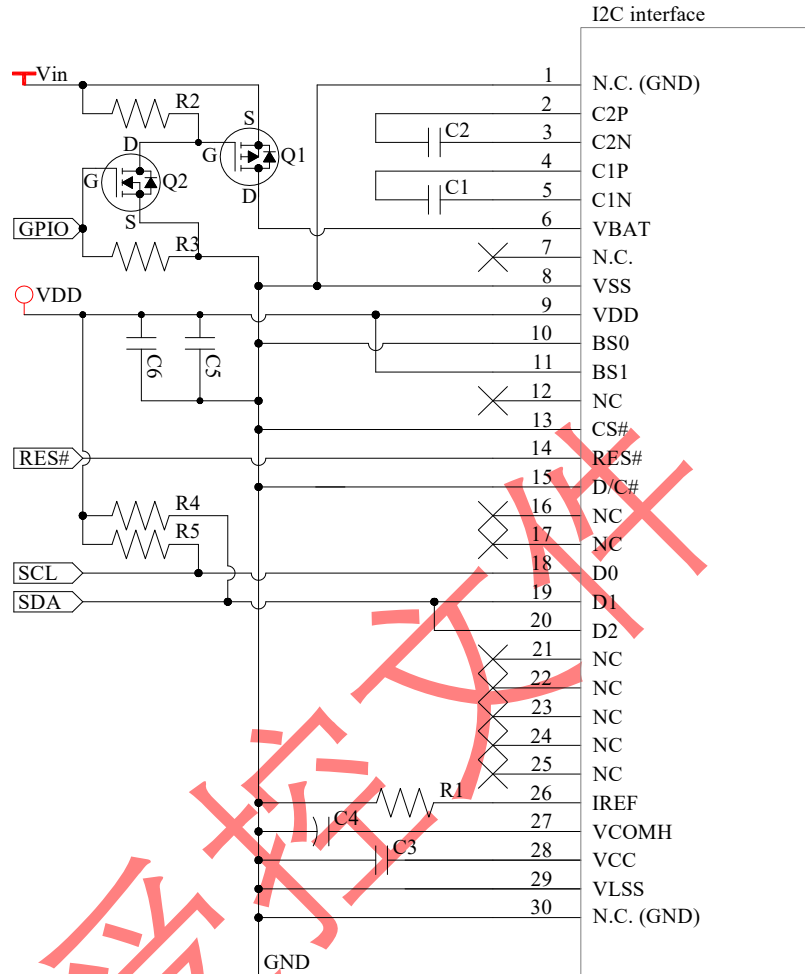 I2C interface
Vin
1 N.C. (GND)
R2
2 C2P
S
C2
3 C2N
D
G
Q1
4 C1P
G
Q2
D
C1
5 C1N
S
GPIO
6 VBAT
R3
7 N.C.
8 VSS
VDD
9 VDD
10 BS0
C6
C5
11 BS1
12 NC
13 CS#
RES#
14 RES#
15 D/C#
R4
16 NC
R5
17 NC
SCL
18 D0
SDA
19 D1
20 D2
21 NC
22 NC
23 NC
24 NC
25 NC
R1
26 IREF
C4
27 VCOMH
C3
28 VCC
29 VLSS
30 N.C. (GND)
GND
受控文件